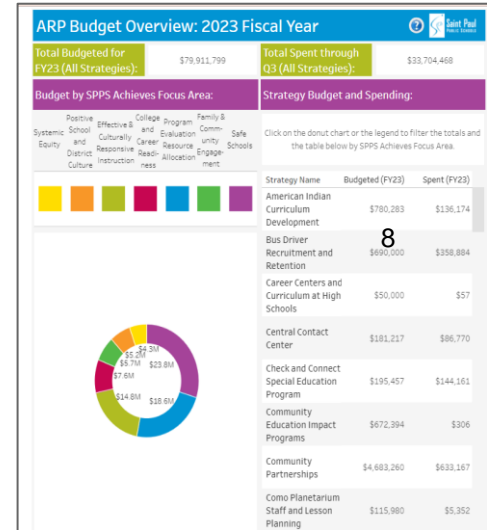 ARP Budget Overview: 2023 Fiscal Year
?
Saint Paul
PUBLIC SCHOOLS
Total Budgeted for
FY23 (All Strategies):
$79,911,799
Total Spent through
Q3 (All Strategies):
$33,704,468
Budget by SPPS Achieves Focus Area:
Systemic
Equity
Positive
School
and
District
Culture
Effective &
Culturally
Responsive
Instruction
College
and
Career
Readi-
ness
Program
Evaluation
Resource
Allocation
Family &
Comm-
unity
Engage-
ment
Safe
Schools
$4.3M
$5.2M
$5.7M
$7.6M
$14.8M
$18.6M
$23.8M
Strategy Budget and Spending:
Click on the donut chart or the legend to filter the totals and
the table below by SPPS Achieves Focus Area.
Strategy Name Budgeted (FY23) Spent (FY23)
American Indian
Curriculum $780,283 $136,174
Development
8
Bus Driver
Recruitment and $690,000 $358,884
Retention
Career Centers and
Curriculum at High $50,000 $57
Schools
Central Contact
Center $181,217 $86,770
Check and Connect
Special Education $195,457 $144,161
Program
Community
Education Impact $672,394 $306
Programs
Community
Partnerships $4,683,260 $633,167
Como Planetarium
Staff and Lesson $115,980 $5,352
Planning